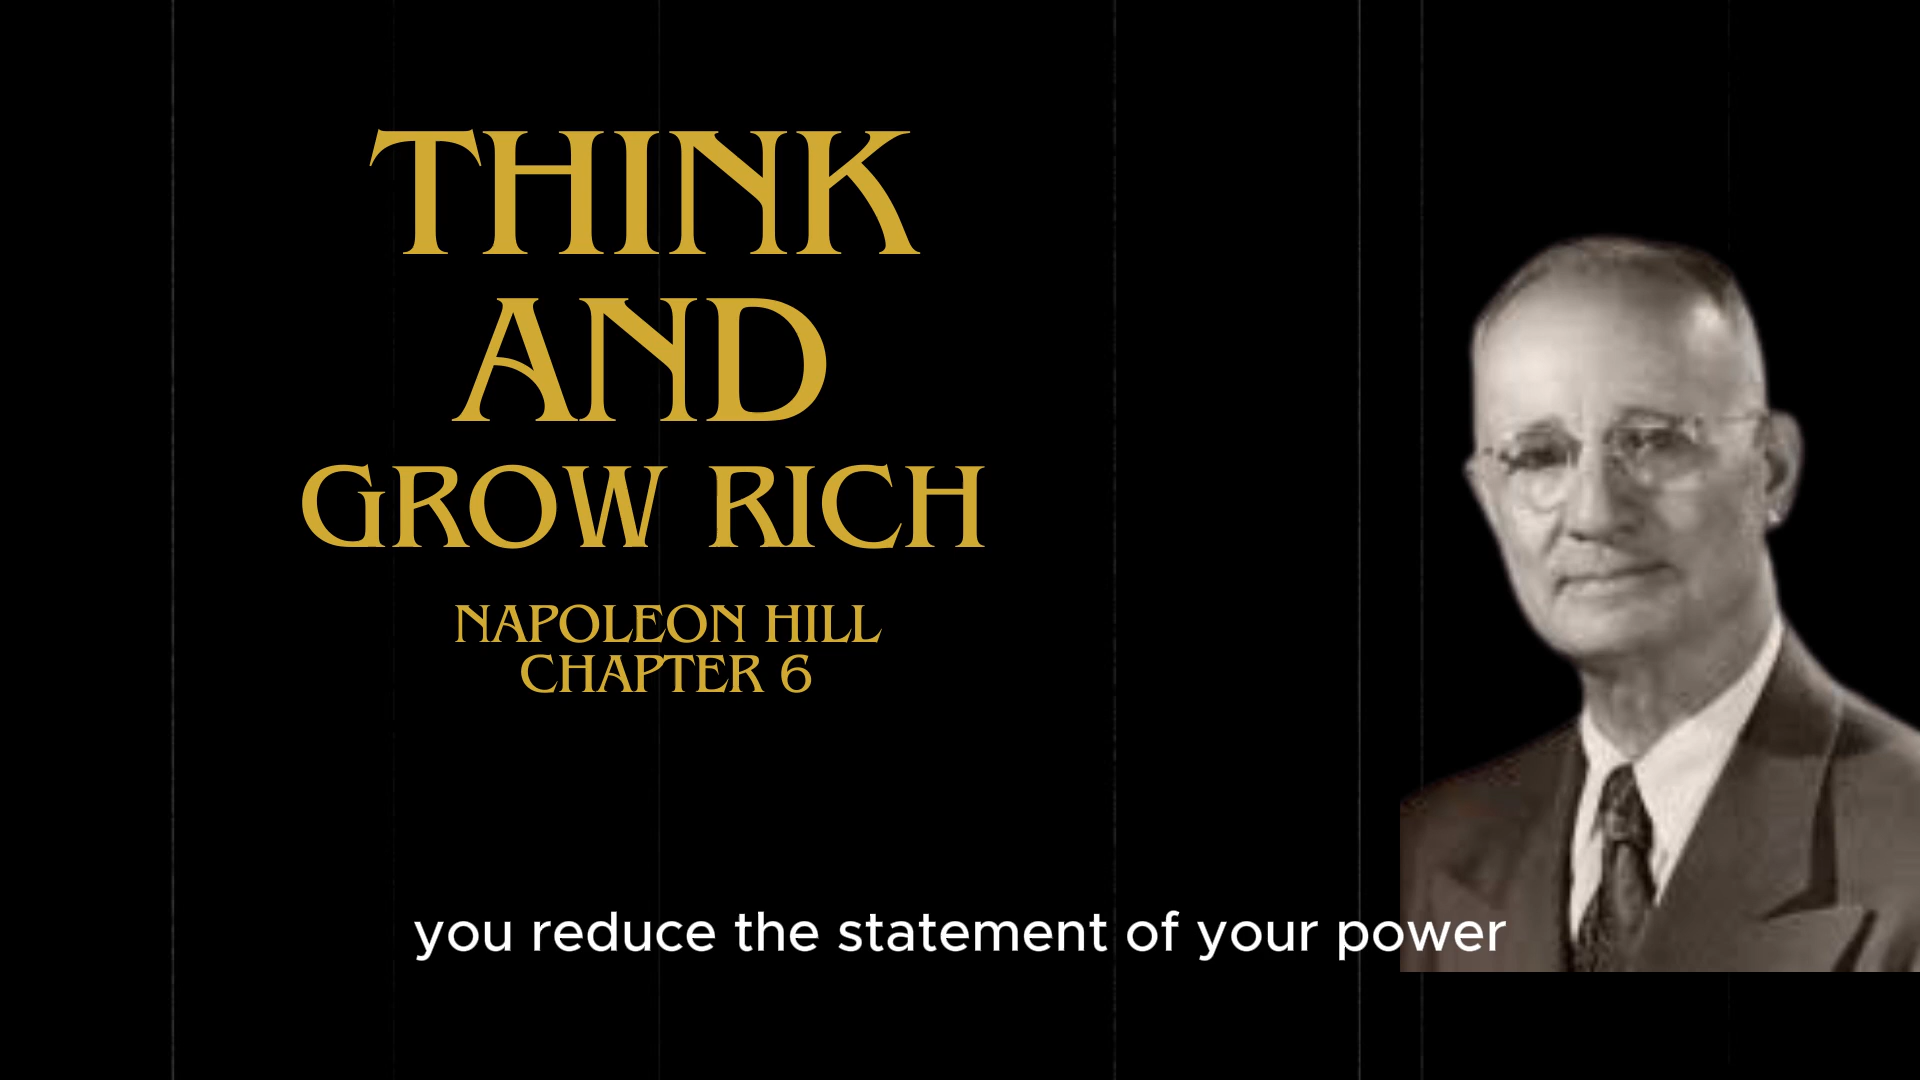 THINK
AND
GROW RICH
NAPOLEON HILL
CHAPTER 6
you reduce the statement of your power